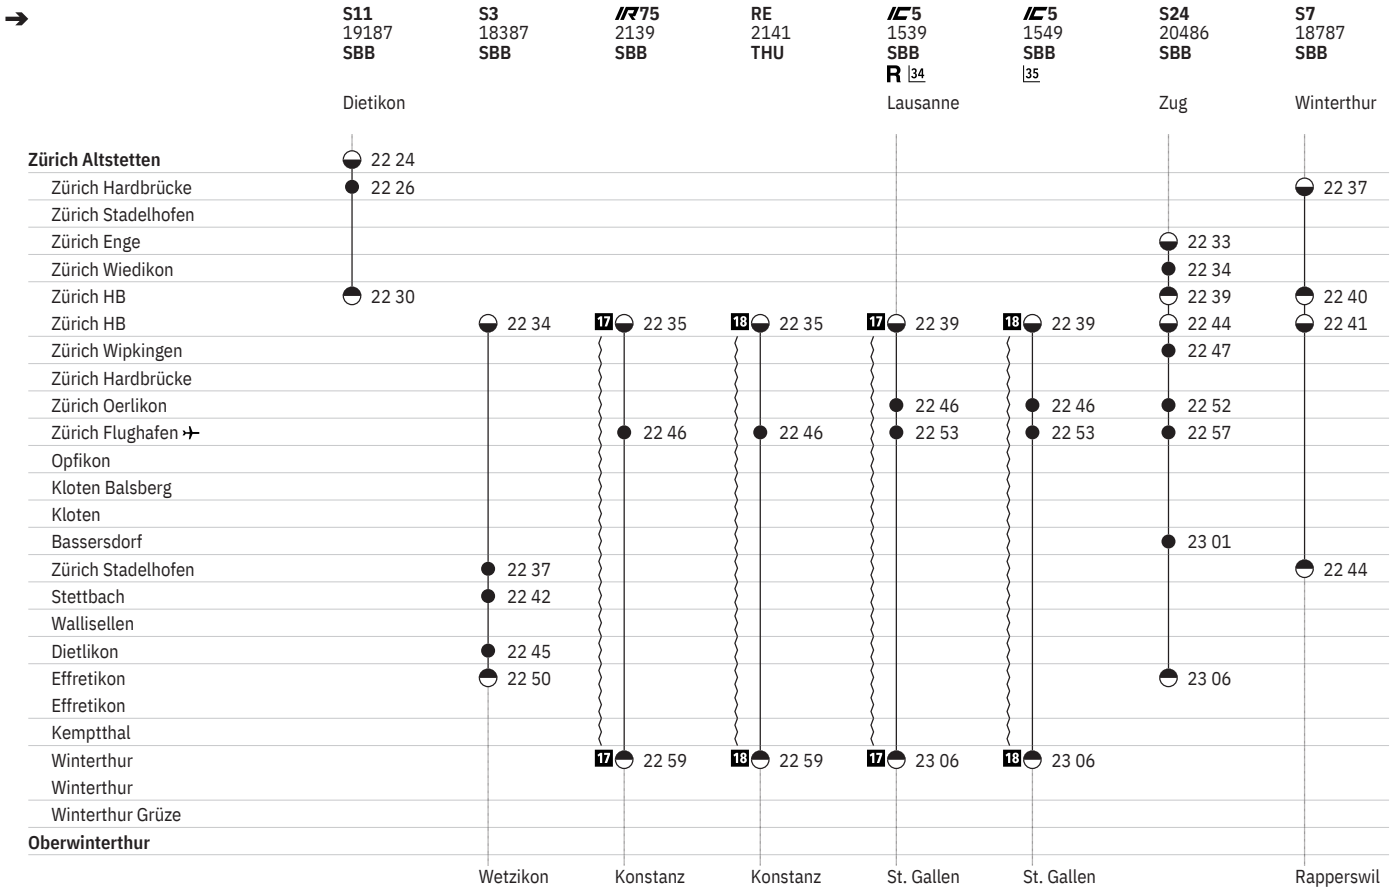 ➔ S11 S3 IR75 RE IC5 IC5 S24 S7
19187 18387 2139 2141 1539 1549 20486 18787
SBB SBB SBB THU SBB SBB SBB SBB
R 34 35
Dietikon Lausanne Zug Winterthur
Zürich Altstetten 22 24
Zürich Hardbrücke 22 26 22 37
Zürich Stadelhofen
Zürich Enge 22 33
Zürich Wiedikon 22 34
Zürich HB 22 30 22 39 22 40
Zürich HB 22 34 17 22 35 18 22 35 17 22 39 18 22 39 22 44 22 41
Zürich Wipkingen 22 47
Zürich Hardbrücke
Zürich Oerlikon 22 46 22 46 22 52
Zürich Flughafen 22 46 22 46 22 53 22 53 22 57
Opfikon
Kloten Balsberg
Kloten
Bassersdorf 23 01
Zürich Stadelhofen 22 37 22 44
Stettbach 22 42
Wallisellen
Dietlikon 22 45
Effretikon 22 50 23 06
Effretikon
Kemptthal
Winterthur 17 22 59 18 22 59 17 23 06 18 23 06
Winterthur
Winterthur Grüze
Oberwinterthur
Wetzikon Konstanz Konstanz St. Gallen St. Gallen Rapperswil